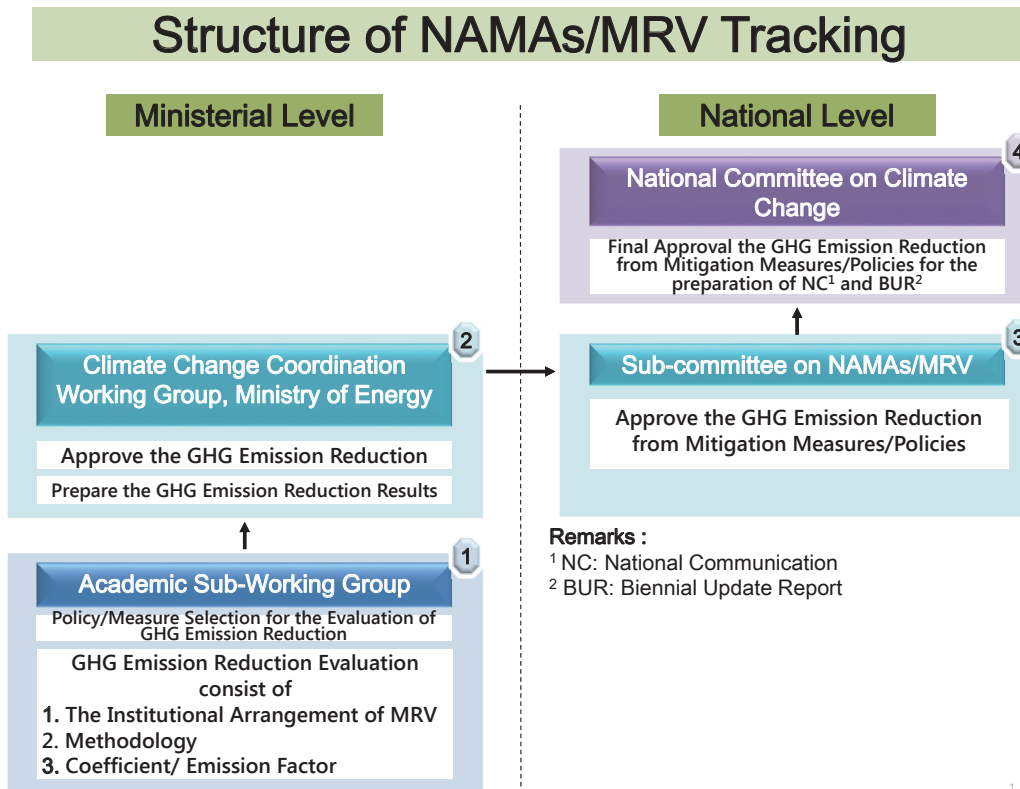 Structure of NAMAs/MRV Tracking
Ministerial Level
National Level
4
National Committee on Climate
Change
Final Approval the GHG Emission Reduction
from Mitigation Measures/Policies for the
preparation of NC¹ and BUR²
2
Climate Change Coordination
Working Group, Ministry of Energy
Approve the GHG Emission Reduction
Prepare the GHG Emission Reduction Results
3
Sub-committee on NAMAs/MRV
Approve the GHG Emission Reduction
from Mitigation Measures/Policies
1
Academic Sub-Working Group
Policy/Measure Selection for the Evaluation of
GHG Emission Reduction
GHG Emission Reduction Evaluation
consist of
1. The Institutional Arrangement of MRV
2. Methodology
3. Coefficient/ Emission Factor
Remarks :
¹ NC: National Communication
² BUR: Biennial Update Report
1